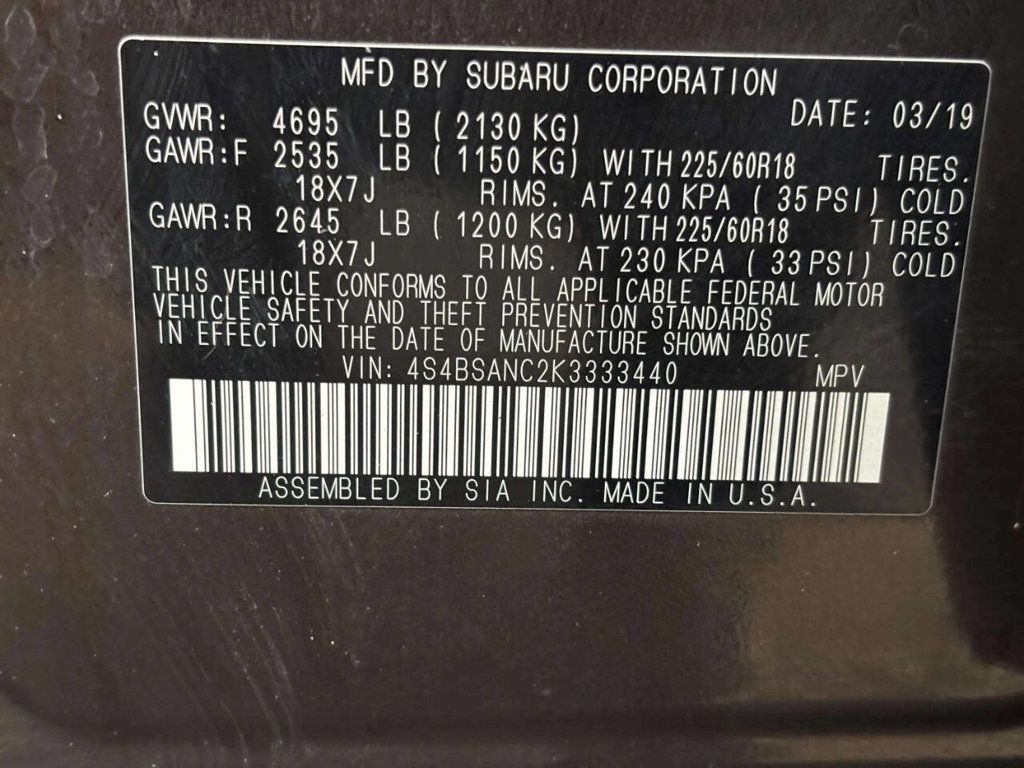 MFD BY SUBARU CORPORATION
DATE: 03/19
GVWR: 4695 LB ( 2130 KG)
GAWR:F 2535 LB ( 1150 KG) WITH 225/60R18 TIRES.
18X7J RIMS. AT 240 KPA ( 35 PSI) COLD
GAWR:R 2645 LB ( 1200 KG) WITH 225/60R18 TIRES.
18X7J RIMS. AT 230 KPA ( 33 PSI) COLD
THIS VEHICLE CONFORMS TO ALL APPLICABLE FEDERAL MOTOR
VEHICLE SAFETY AND THEFT PREVENTION STANDARDS
IN EFFECT ON THE DATE OF MANUFACTURE SHOWN ABOVE.
VIN: 4S4BSANC2K3333440 MPV
ASSEMBLED BY SIA INC. MADE IN U.S.A.